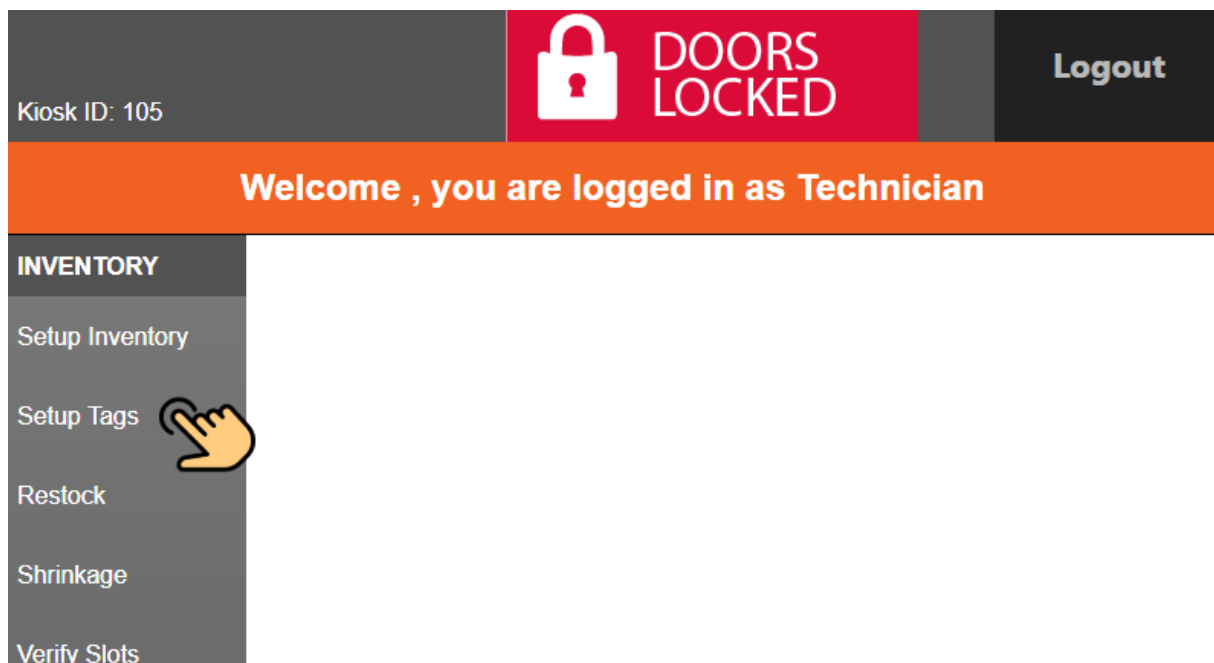 Kiosk ID: 105
DOORS
LOCKED
Logout
Welcome , you are logged in as Technician
INVENTORY
Setup Inventory
Setup Tags
Restock
Shrinkage
Verify Slots